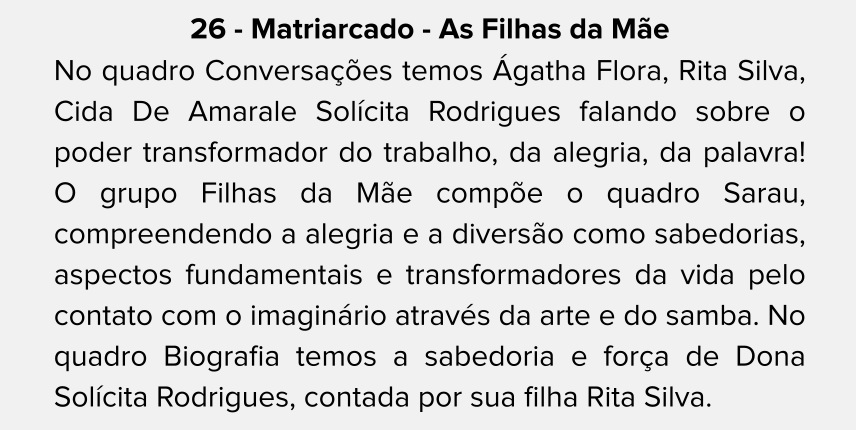 26 - Matriarcado - As Filhas da Mãe
No quadro Conversações temos Ágatha Flora, Rita Silva,
Cida De Amarale Solícita Rodrigues falando sobre o
poder transformador do trabalho, da alegria, da palavra!
O grupo Filhas da Mãe compõe o quadro Sarau,
compreendendo a alegria e a diversão como sabedorias,
aspectos fundamentais e transformadores da vida pelo
contato com o imaginário através da arte e do samba. No
quadro Biografia temos a sabedoria e força de Dona
Solícita Rodrigues, contada por sua filha Rita Silva.